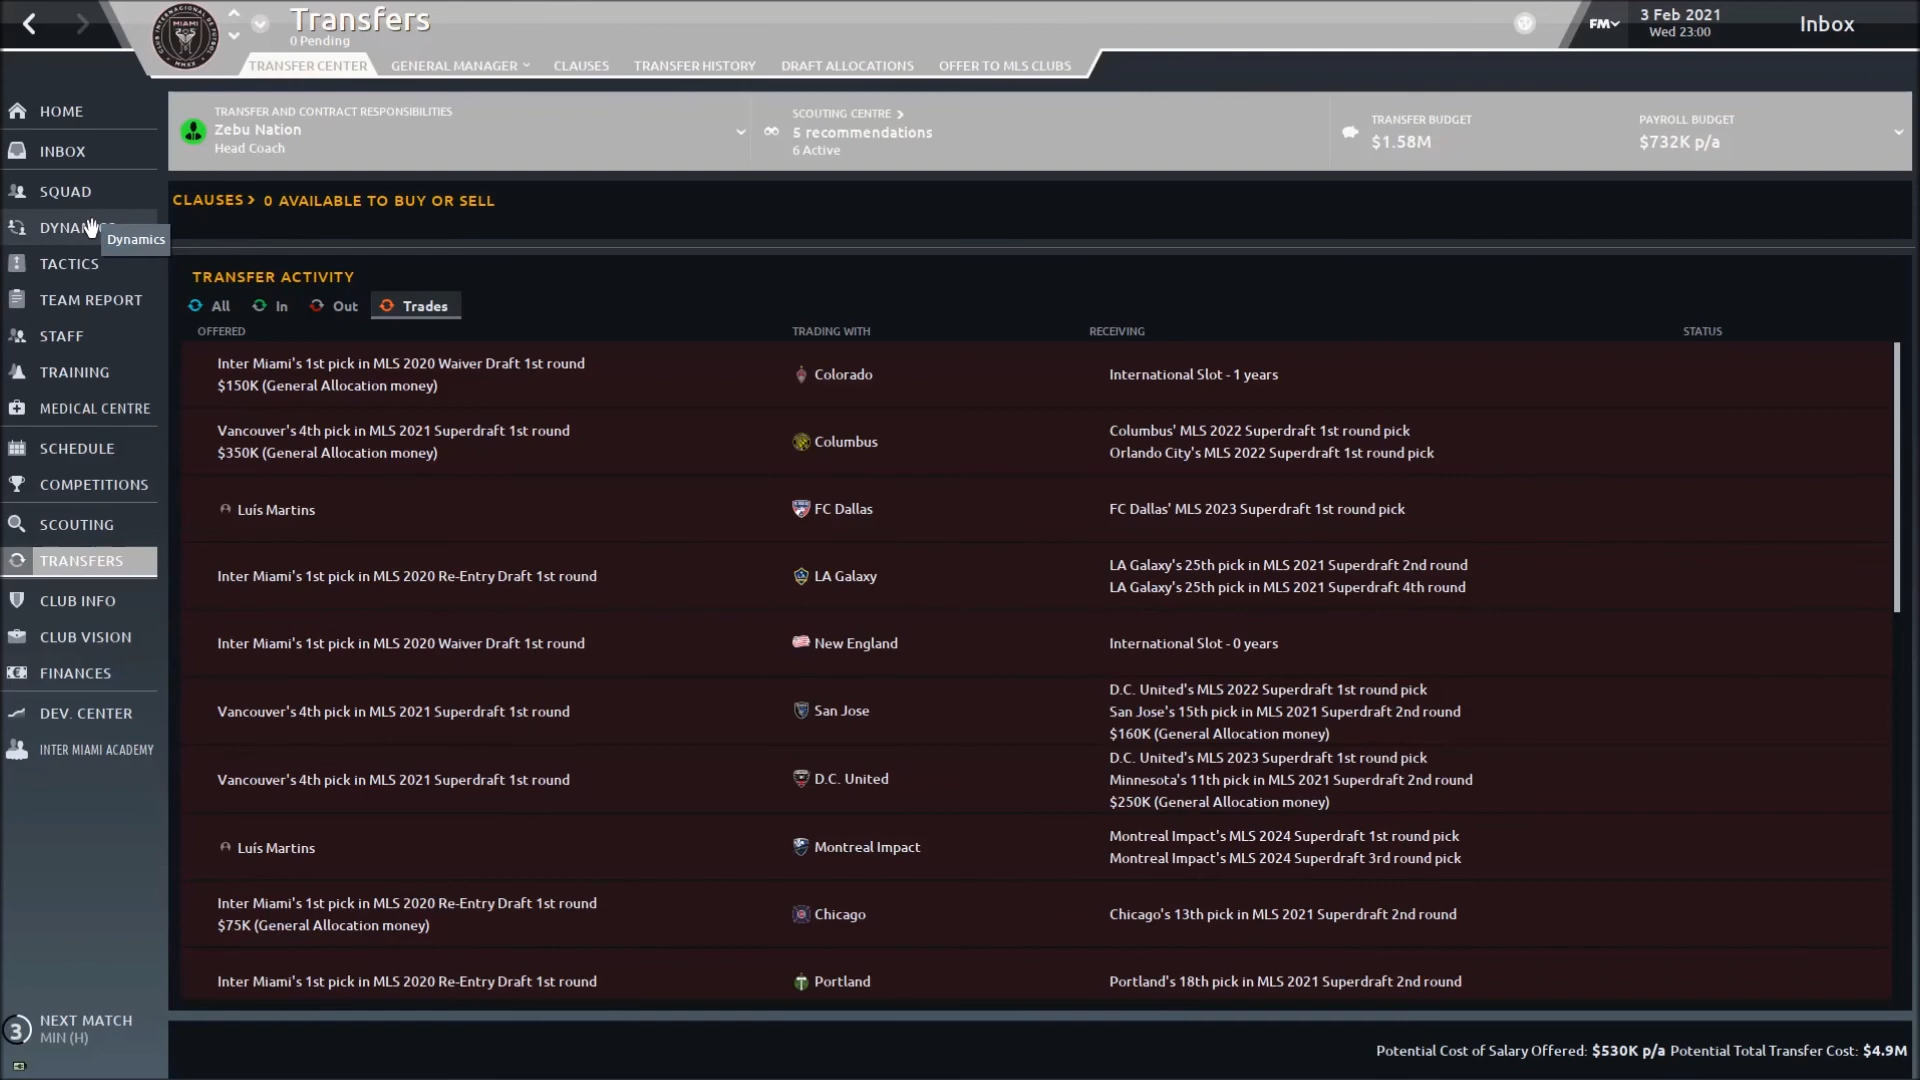 Transfers
0 Pending
FM
3 Feb 2021
Wed 23:00
Inbox
TRANSFER CENTER
GENERAL MANAGER
CLAUSES
TRANSFER HISTORY
DRAFT ALLOCATIONS
OFFER TO MLS CLUBS
HOME
INBOX
SQUAD
Dynamics
TACTICS
TEAM REPORT
STAFF
TRAINING
MEDICAL CENTRE
SCHEDULE
COMPETITIONS
SCOUTING
TRANSFERS
CLUB INFO
CLUB VISION
FINANCES
DEV. CENTER
INTER MIAMI ACADEMY
3
NEXT MATCH
MIN (H)
TRANSFER AND CONTRACT RESPONSIBILITIES
Zebu Nation
Head Coach
SCOUTING CENTRE >
5 recommendations
6 Active
TRANSFER BUDGET
$1.58M
PAYROLL BUDGET
$732K p/a
CLAUSES > 0 AVAILABLE TO BUY OR SELL
TRANSFER ACTIVITY
All In Out Trades
OFFERED TRADING WITH RECEIVING STATUS
Inter Miami's 1st pick in MLS 2020 Waiver Draft 1st round
$150K (General Allocation money)
Colorado
International Slot - 1 years
Vancouver's 4th pick in MLS 2021 Superdraft 1st round
$350K (General Allocation money)
Columbus
Columbus' MLS 2022 Superdraft 1st round pick
Orlando City's MLS 2022 Superdraft 1st round pick
Luís Martins
FC Dallas
FC Dallas' MLS 2023 Superdraft 1st round pick
Inter Miami's 1st pick in MLS 2020 Re-Entry Draft 1st round
LA Galaxy
LA Galaxy's 25th pick in MLS 2021 Superdraft 2nd round
LA Galaxy's 25th pick in MLS 2021 Superdraft 4th round
Inter Miami's 1st pick in MLS 2020 Waiver Draft 1st round
New England
International Slot - 0 years
Vancouver's 4th pick in MLS 2021 Superdraft 1st round
San Jose
D.C. United's MLS 2022 Superdraft 1st round pick
San Jose's 15th pick in MLS 2021 Superdraft 2nd round
$160K (General Allocation money)
Vancouver's 4th pick in MLS 2021 Superdraft 1st round
D.C. United
D.C. United's MLS 2023 Superdraft 1st round pick
Minnesota's 11th pick in MLS 2021 Superdraft 2nd round
$250K (General Allocation money)
Luís Martins
Montreal Impact
Montreal Impact's MLS 2024 Superdraft 1st round pick
Montreal Impact's MLS 2024 Superdraft 3rd round pick
Inter Miami's 1st pick in MLS 2020 Re-Entry Draft 1st round
$75K (General Allocation money)
Chicago
Chicago's 13th pick in MLS 2021 Superdraft 2nd round
Inter Miami's 1st pick in MLS 2020 Re-Entry Draft 1st round
Portland
Portland's 18th pick in MLS 2021 Superdraft 2nd round
Potential Cost of Salary Offered: $530K p/a Potential Total Transfer Cost: $4.9M